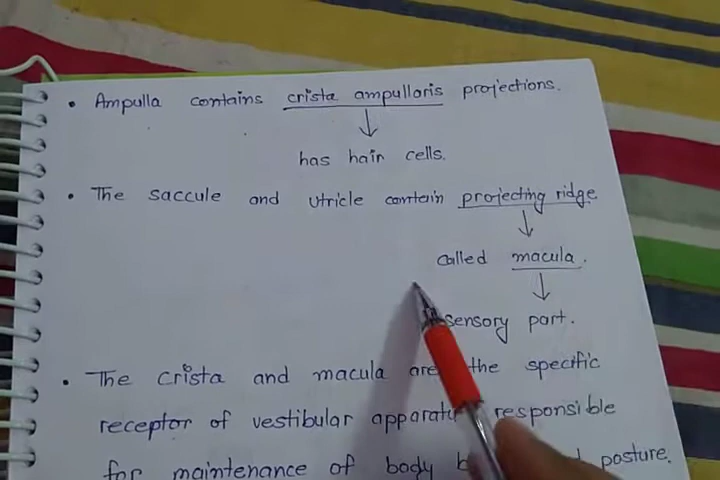 • Ampulla contains crista ampullaris projections.
↓
has hair cells.
• The saccule and utricle contain projecting ridge
↓
called macula.
↓
sensory part.
• The crista and macula are the specific
receptor of vestibular responsible
for maintenance of body posture.